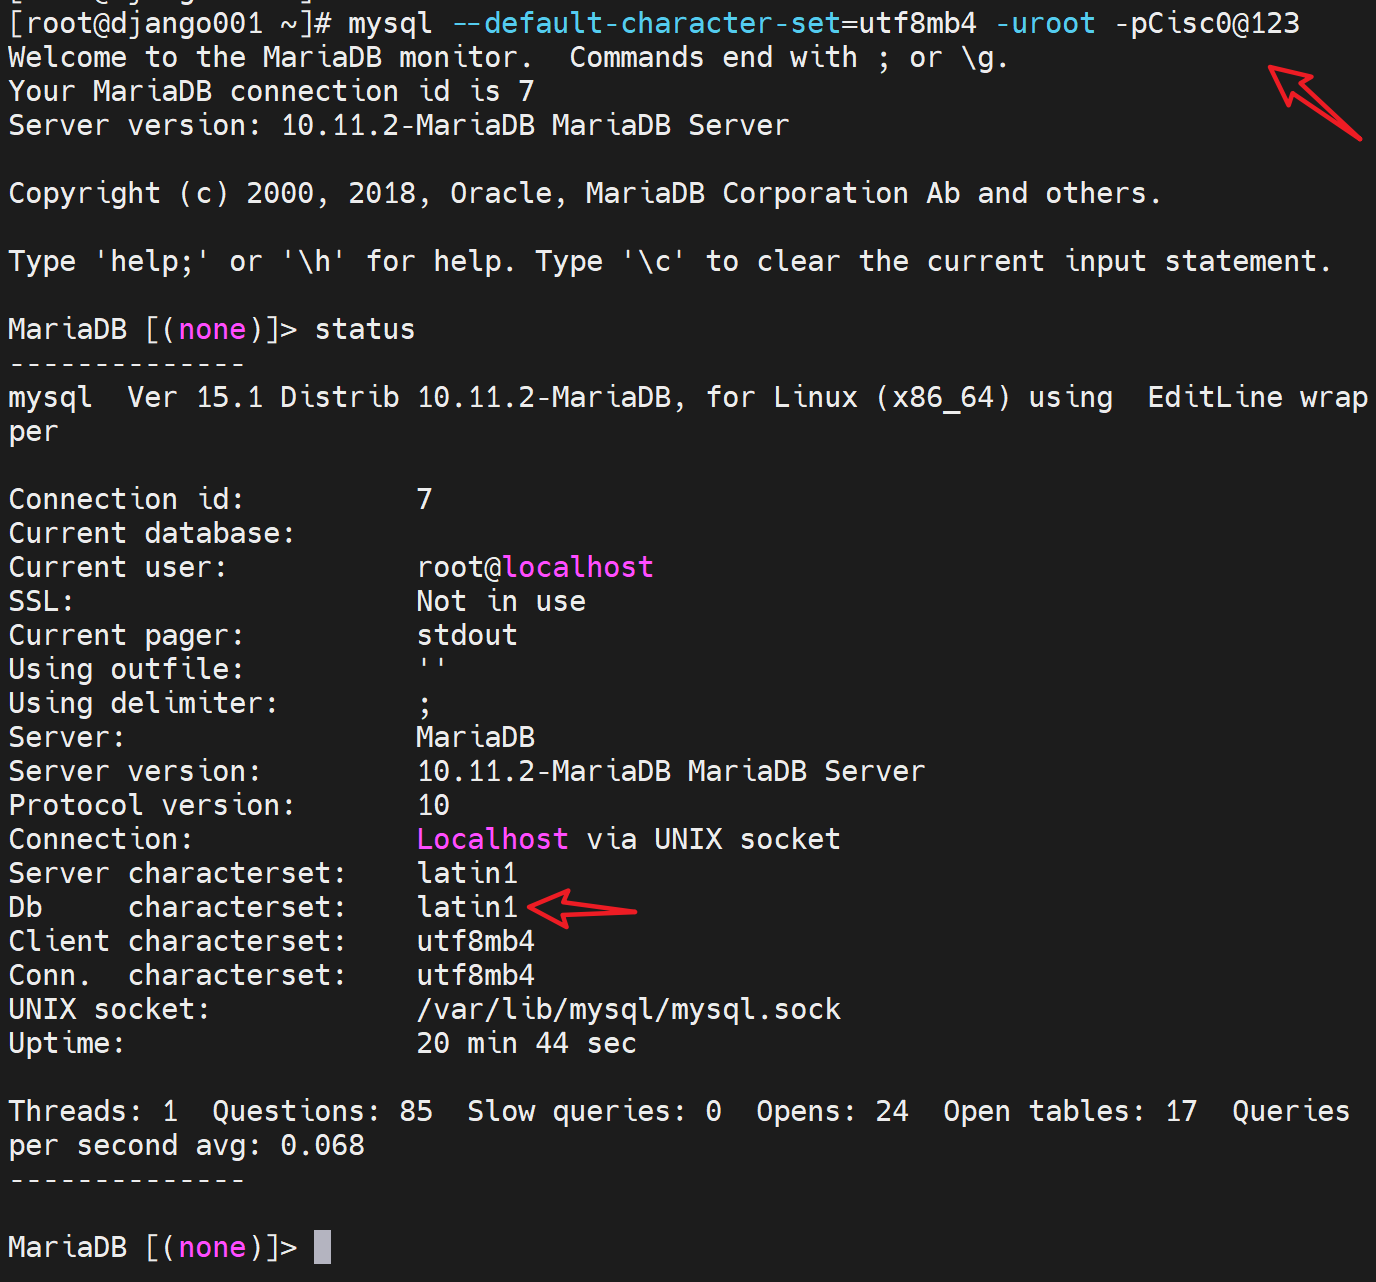 [root@django001 ~]# mysql --default-character-set=utf8mb4 -uroot -pCisc0@123
Welcome to the MariaDB monitor.  Commands end with ; or \g.
Your MariaDB connection id is 7
Server version: 10.11.2-MariaDB MariaDB Server

Copyright (c) 2000, 2018, Oracle, MariaDB Corporation Ab and others.

Type 'help;' or '\h' for help. Type '\c' to clear the current input statement.

MariaDB [(none)]> status
--------------
mysql  Ver 15.1 Distrib 10.11.2-MariaDB, for Linux (x86_64) using  EditLine wrap
per

Connection id:          7
Current database:
Current user:           root@localhost
SSL:                    Not in use
Current pager:          stdout
Using outfile:          ''
Using delimiter:        ;
Server:                 MariaDB
Server version:         10.11.2-MariaDB MariaDB Server
Protocol version:       10
Connection:             Localhost via UNIX socket
Server characterset:    latin1
Db     characterset:    latin1
Client characterset:    utf8mb4
Conn.  characterset:    utf8mb4
UNIX socket:            /var/lib/mysql/mysql.sock
Uptime:                 20 min 44 sec

Threads: 1  Questions: 85  Slow queries: 0  Opens: 24  Open tables: 17  Queries
per second avg: 0.068
--------------

MariaDB [(none)]>